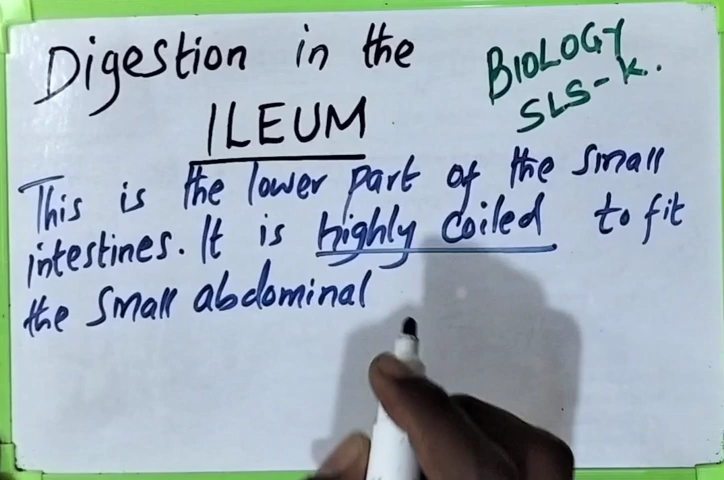 Digestion in the
ILEUM
BIOLOGY
SLS-K.
This is the lower part of the small
intestines. It is highly coiled to fit
the small abdominal